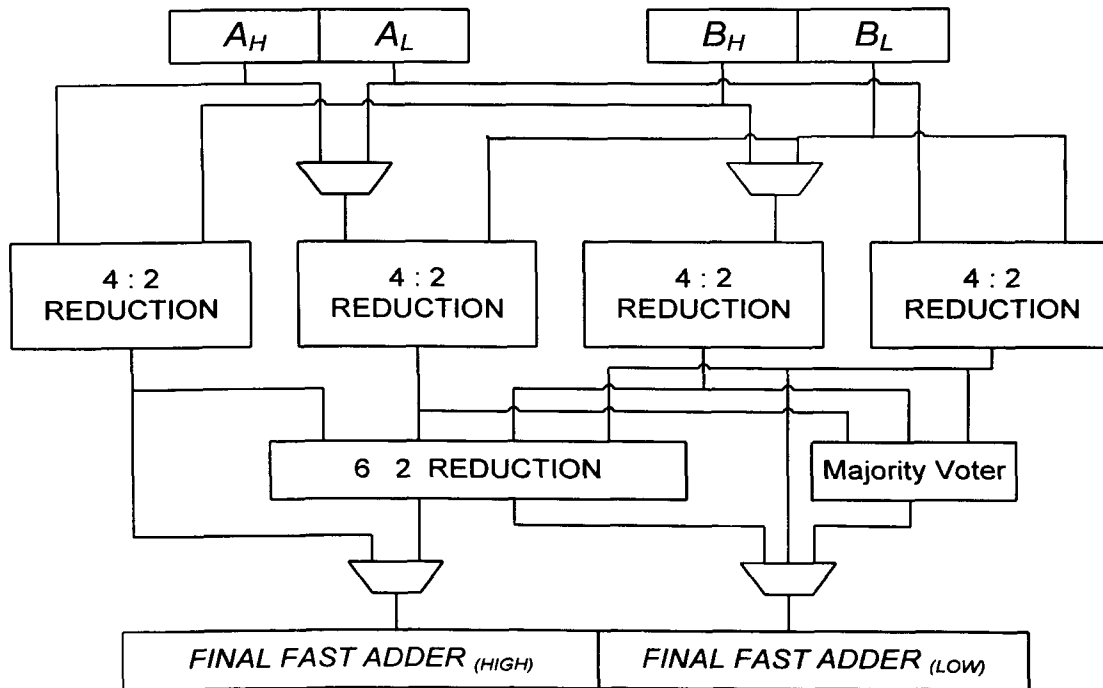 A_H A_L B_H B_L
4 : 2 REDUCTION
4 : 2 REDUCTION
4 : 2 REDUCTION
4 : 2 REDUCTION
6 2 REDUCTION
Majority Voter
FINAL FAST ADDER (HIGH)
FINAL FAST ADDER (LOW)